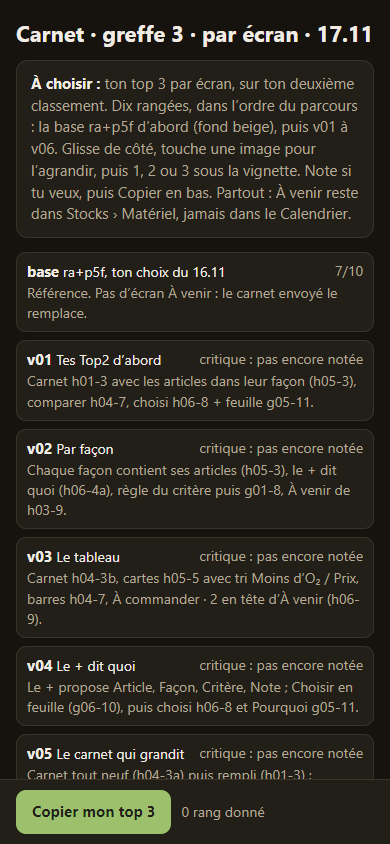 Carnet · greffe 3 · par écran · 17.11
À choisir : ton top 3 par écran, sur ton deuxième
classement. Dix rangées, dans l'ordre du parcours
: la base ra+p5f d'abord (fond beige), puis v01 à
v06. Glisse de côté, touche une image pour
l'agrandir, puis 1, 2 ou 3 sous la vignette. Note si
tu veux, puis Copier en bas. Partout : À venir reste
dans Stocks › Matériel, jamais dans le Calendrier.
base ra+p5f, ton choix du 16.11 7/10
Référence. Pas d'écran À venir : le carnet envoyé le
remplace.
v01 Tes Top2 d'abord critique : pas encore notée
Carnet h01-3 avec les articles dans leur façon (h05-3),
comparer h04-7, choisi h06-8 + feuille g05-11.
v02 Par façon critique : pas encore notée
Chaque façon contient ses articles (h05-3), le + dit
quoi (h06-4a), règle du critère puis g01-8, À venir de
h03-9.
v03 Le tableau critique : pas encore notée
Carnet h04-3b, cartes h05-5 avec tri Moins d'O₂ / Prix,
barres h04-7, À commander · 2 en tête d'À venir (h06-
9).
v04 Le + dit quoi critique : pas encore notée
Le + propose Article, Façon, Critère, Note ; Choisir en
feuille (g06-10), puis choisi h06-8 et Pourquoi g05-11.
v05 Le carnet qui grandit critique : pas encore notée
Carnet tout neuf (h04-3a) puis rempli (h01-3) :
Copier mon top 3 0 rang donné